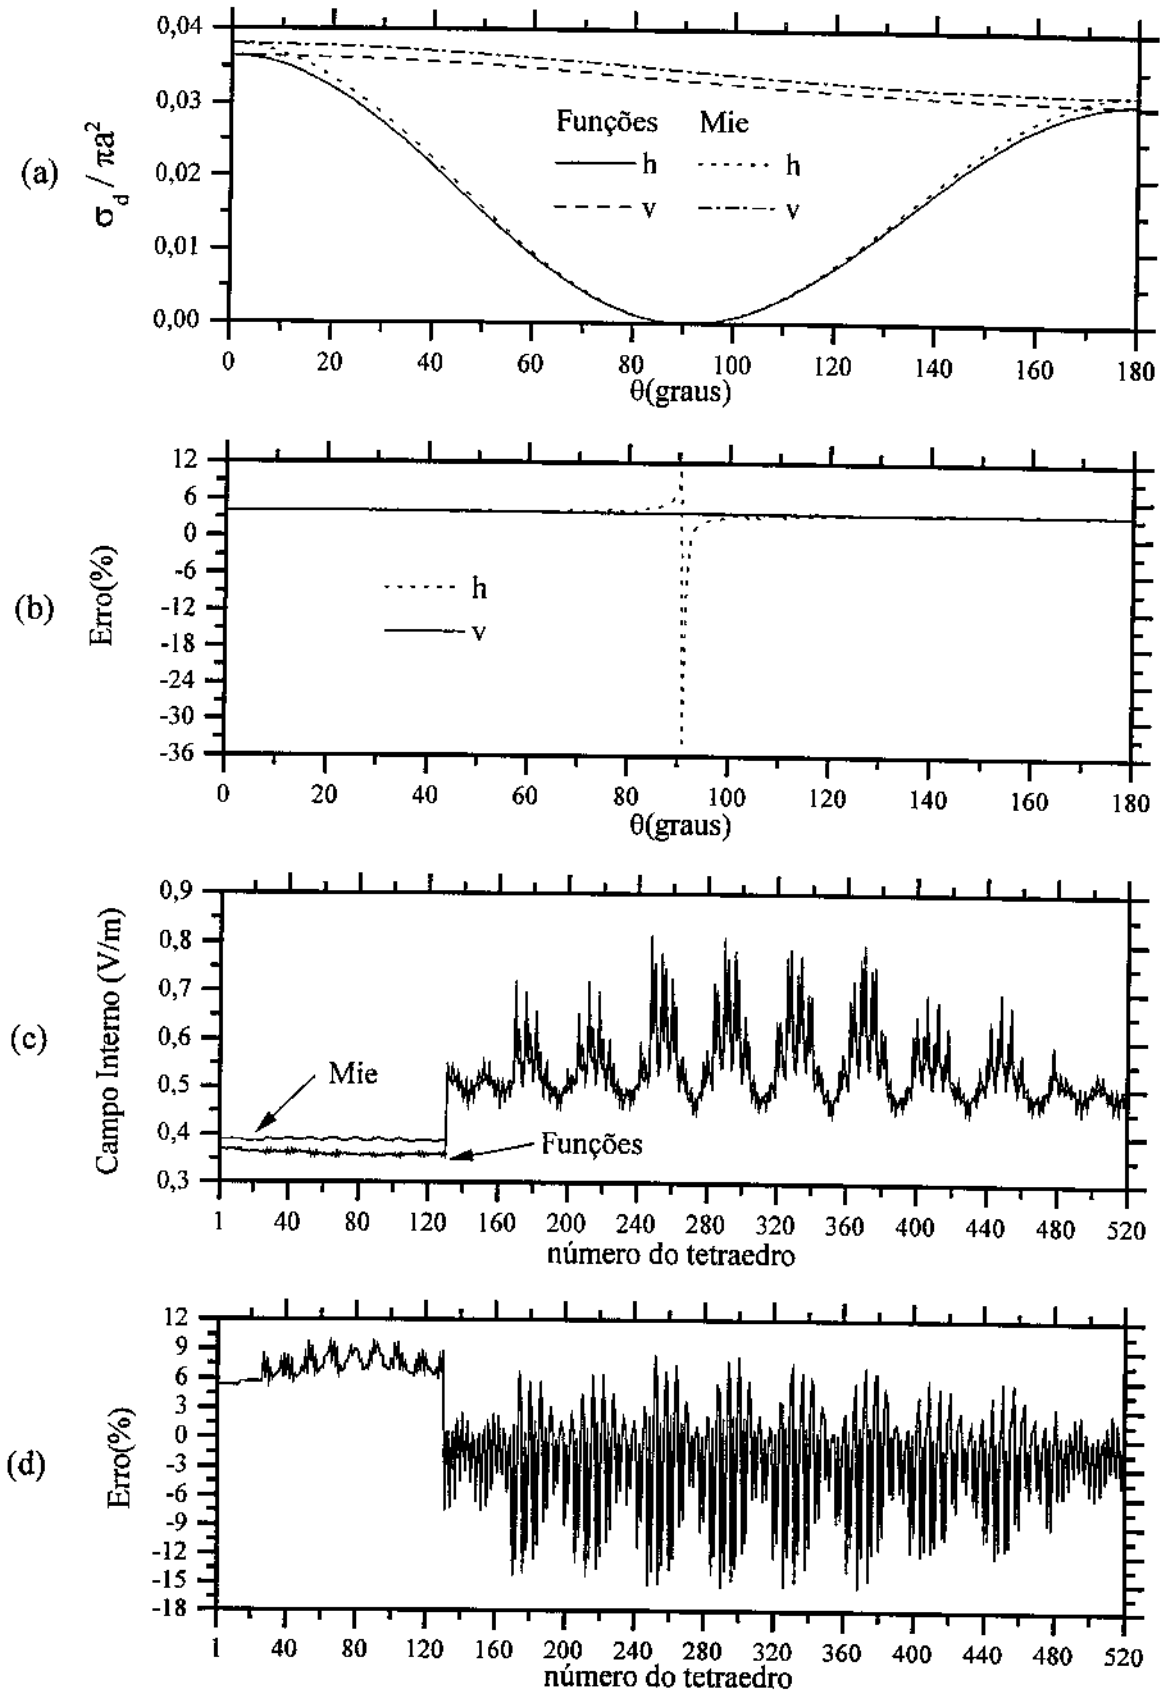 (a)
σd / πa²
0,04
0,03
0,02
0,01
0,00
Funções Mie
h h
v v
0 20 40 60 80 100 120 140 160 180
θ(graus)
(b)
Erro(%)
12
6
0
-6
-12
-18
-24
-30
-36
h
v
0 20 40 60 80 100 120 140 160 180
θ(graus)
(c)
Campo Interno (V/m)
0,9
0,8
0,7
0,6
0,5
0,4
0,3
Mie
Funções
1 40 80 120 160 200 240 280 320 360 400 440 480 520
número do tetraedro
(d)
Erro(%)
12
9
6
3
0
-3
-6
-9
-12
-15
-18
1 40 80 120 160 200 240 280 320 360 400 440 480 520
número do tetraedro